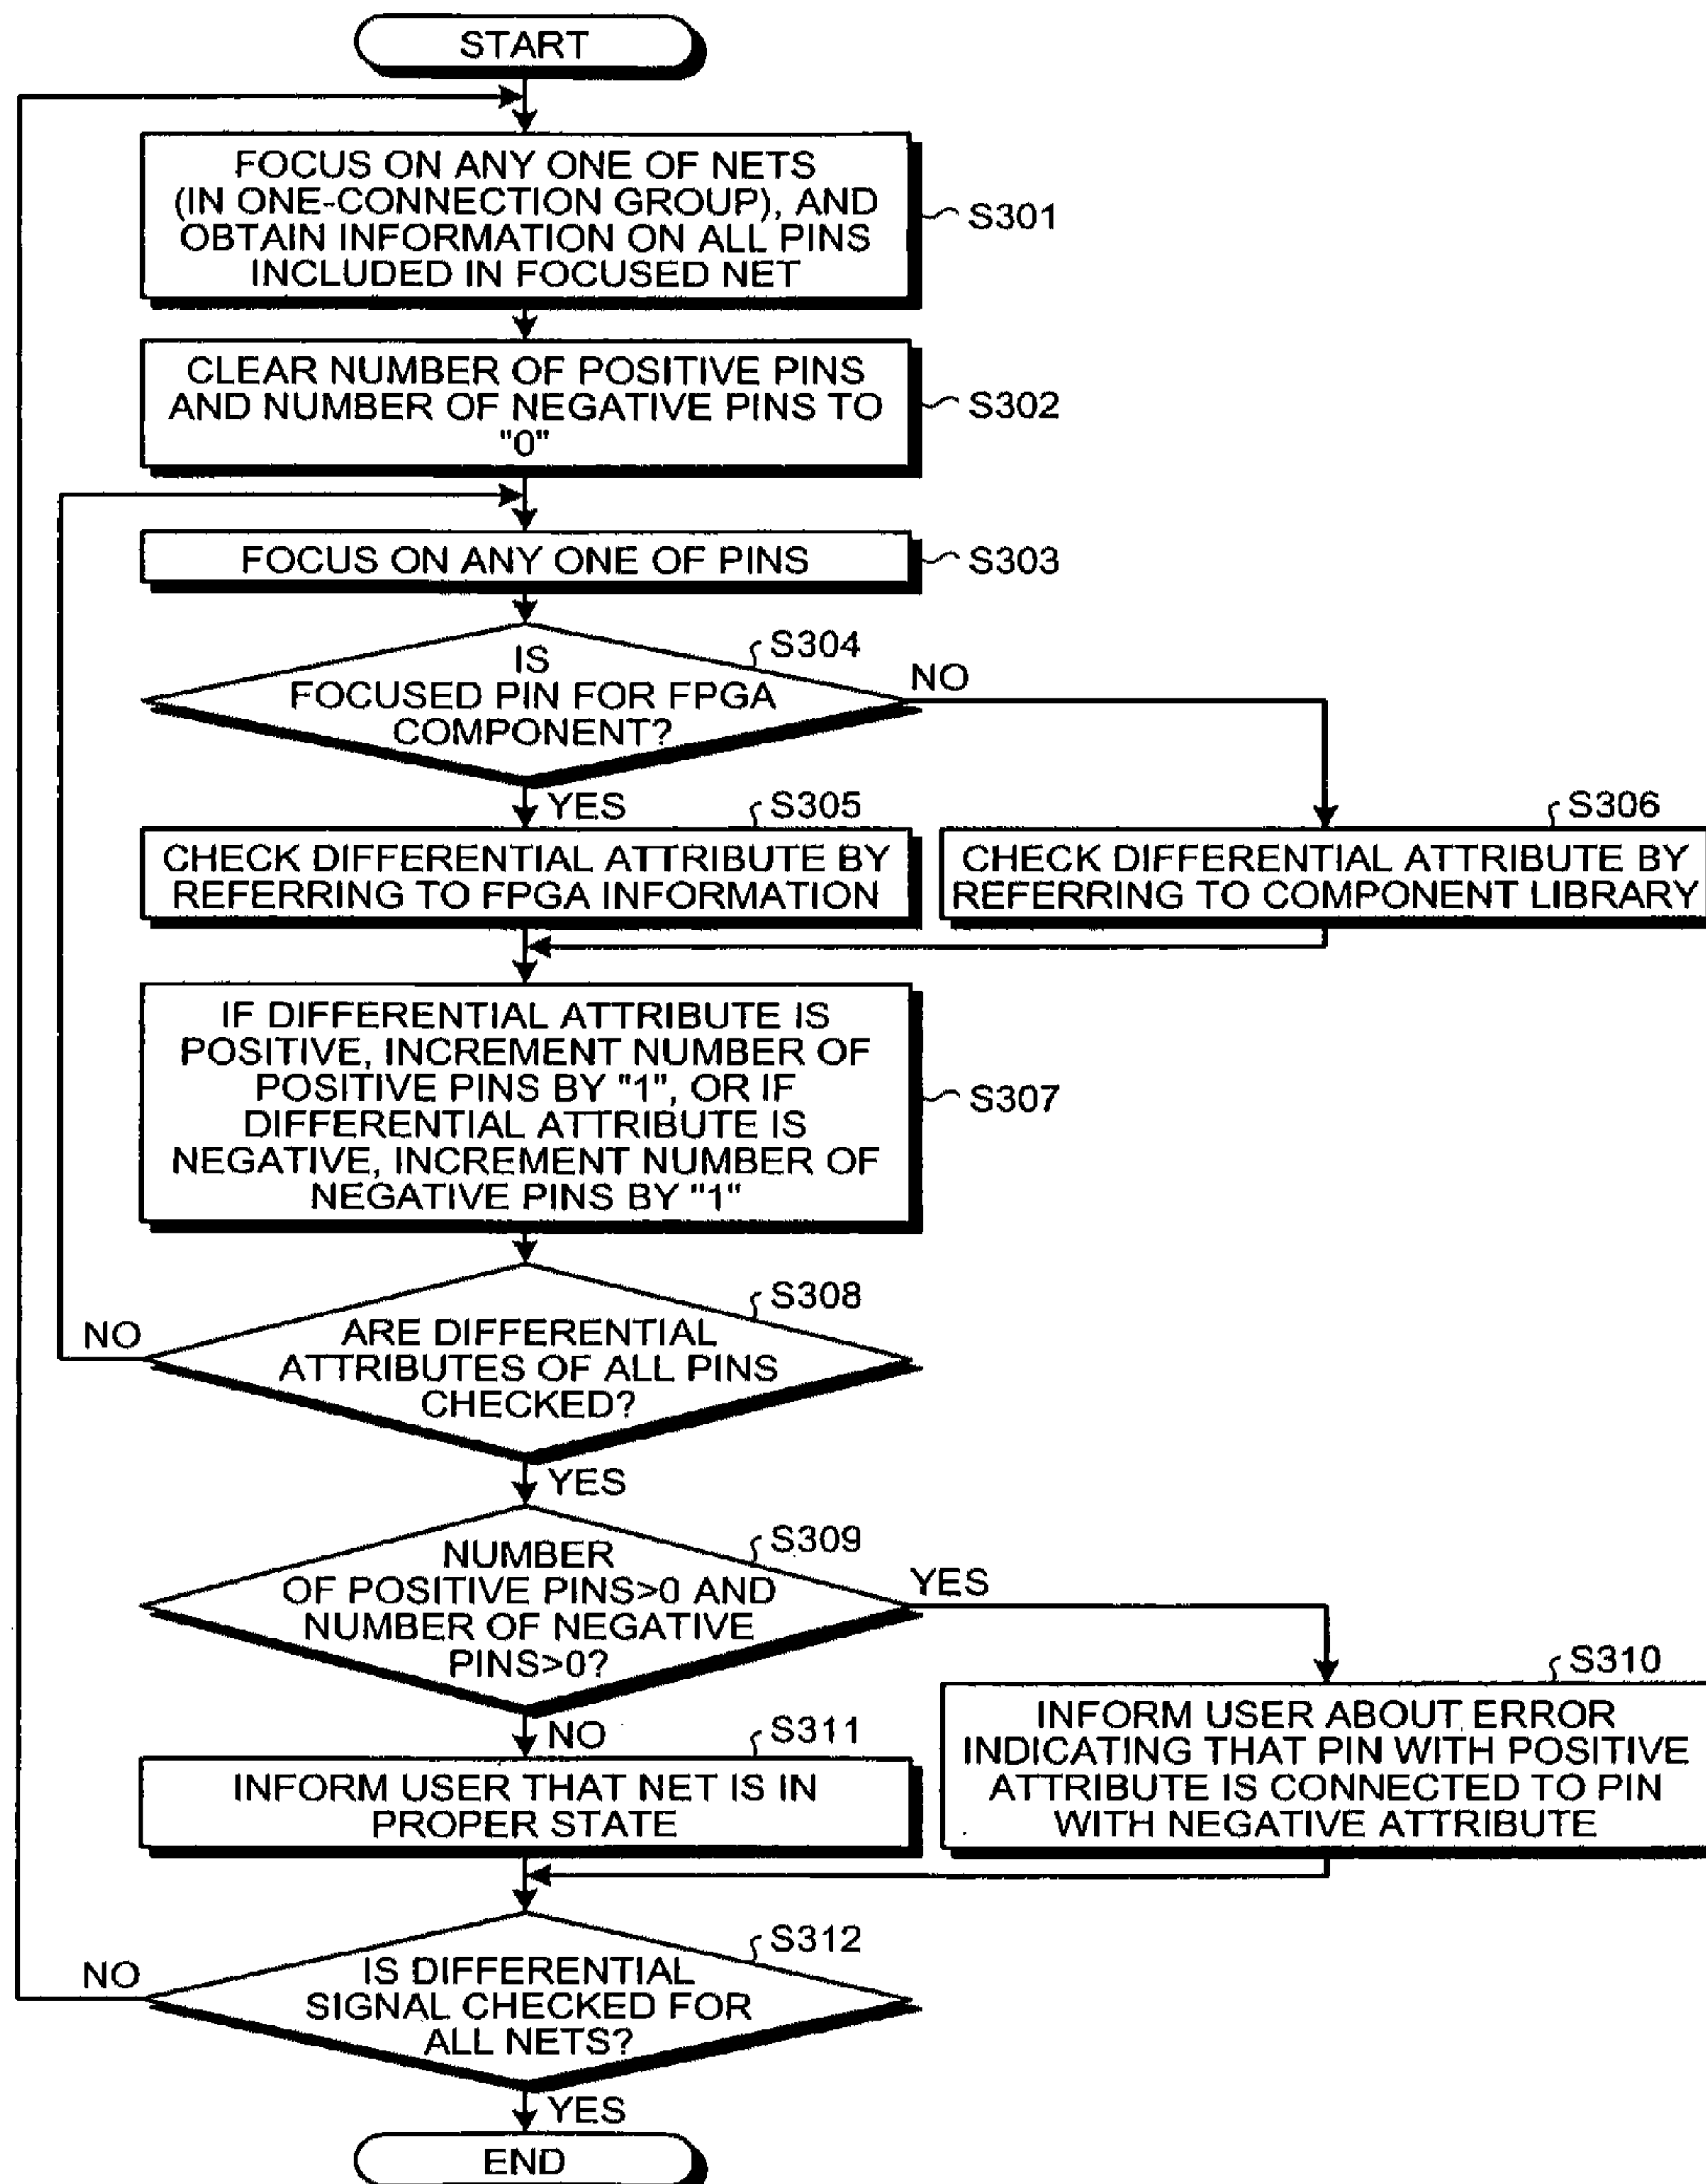 START
FOCUS ON ANY ONE OF NETS
(IN ONE-CONNECTION GROUP), AND
OBTAIN INFORMATION ON ALL PINS
INCLUDED IN FOCUSED NET
S301
CLEAR NUMBER OF POSITIVE PINS
AND NUMBER OF NEGATIVE PINS TO
"0"
S302
FOCUS ON ANY ONE OF PINS
S303
S304
IS
FOCUSED PIN FOR FPGA
COMPONENT?
NO
YES
S305
CHECK DIFFERENTIAL ATTRIBUTE BY
REFERRING TO FPGA INFORMATION
S306
CHECK DIFFERENTIAL ATTRIBUTE BY
REFERRING TO COMPONENT LIBRARY
IF DIFFERENTIAL ATTRIBUTE IS
POSITIVE, INCREMENT NUMBER OF
POSITIVE PINS BY "1", OR IF
DIFFERENTIAL ATTRIBUTE IS
NEGATIVE, INCREMENT NUMBER OF
NEGATIVE PINS BY "1"
S307
S308
NO
ARE DIFFERENTIAL
ATTRIBUTES OF ALL PINS
CHECKED?
YES
S309
NUMBER
OF POSITIVE PINS>0 AND
NUMBER OF NEGATIVE
PINS>0?
YES
S310
INFORM USER ABOUT ERROR
INDICATING THAT PIN WITH POSITIVE
ATTRIBUTE IS CONNECTED TO PIN
WITH NEGATIVE ATTRIBUTE
NO
S311
INFORM USER THAT NET IS IN
PROPER STATE
S312
NO
IS DIFFERENTIAL
SIGNAL CHECKED FOR
ALL NETS?
YES
END